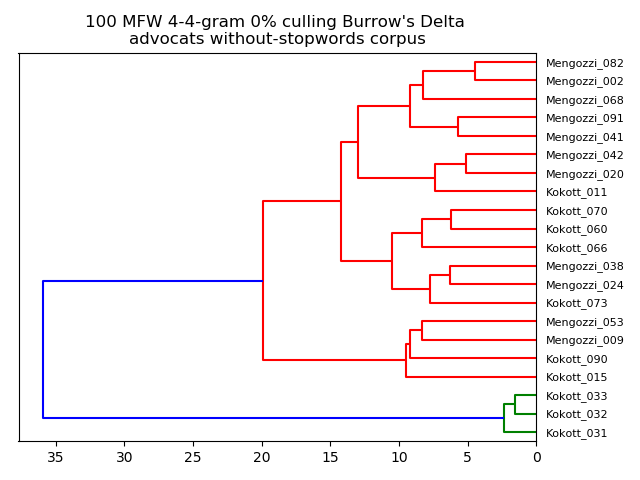 100 MFW 4-4-gram 0% culling Burrow's Delta
advocats without-stopwords corpus
Mengozzi_082
Mengozzi_002
Mengozzi_068
Mengozzi_091
Mengozzi_041
Mengozzi_042
Mengozzi_020
Kokott_011
Kokott_070
Kokott_060
Kokott_066
Mengozzi_038
Mengozzi_024
Kokott_073
Mengozzi_053
Mengozzi_009
Kokott_090
Kokott_015
Kokott_033
Kokott_032
Kokott_031
35 30 25 20 15 10 5 0